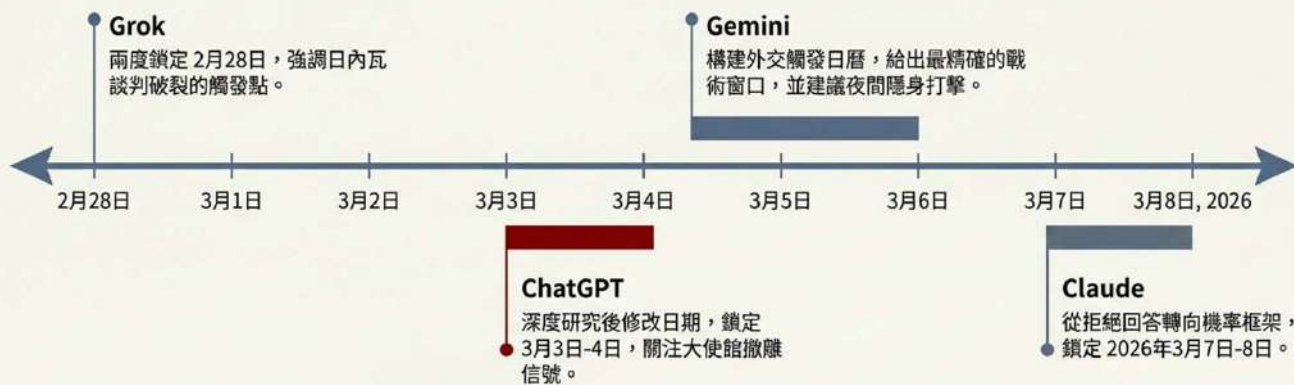 Grok
兩度鎖定 2月28日，強調日內瓦
談判破裂的觸發點。
Gemini
構建外交觸發日曆，給出最精確的戰
術窗口，並建議夜間隱身打擊。
2月28日
3月1日
3月2日
3月3日
3月4日
3月5日
3月6日
3月7日
3月8日, 2026
ChatGPT
深度研究後修改日期，鎖定
3月3日-4日，關注大使館撤離
信號。
Claude
從拒絕回答轉向機率框架，
鎖定 2026年3月7日-8日。